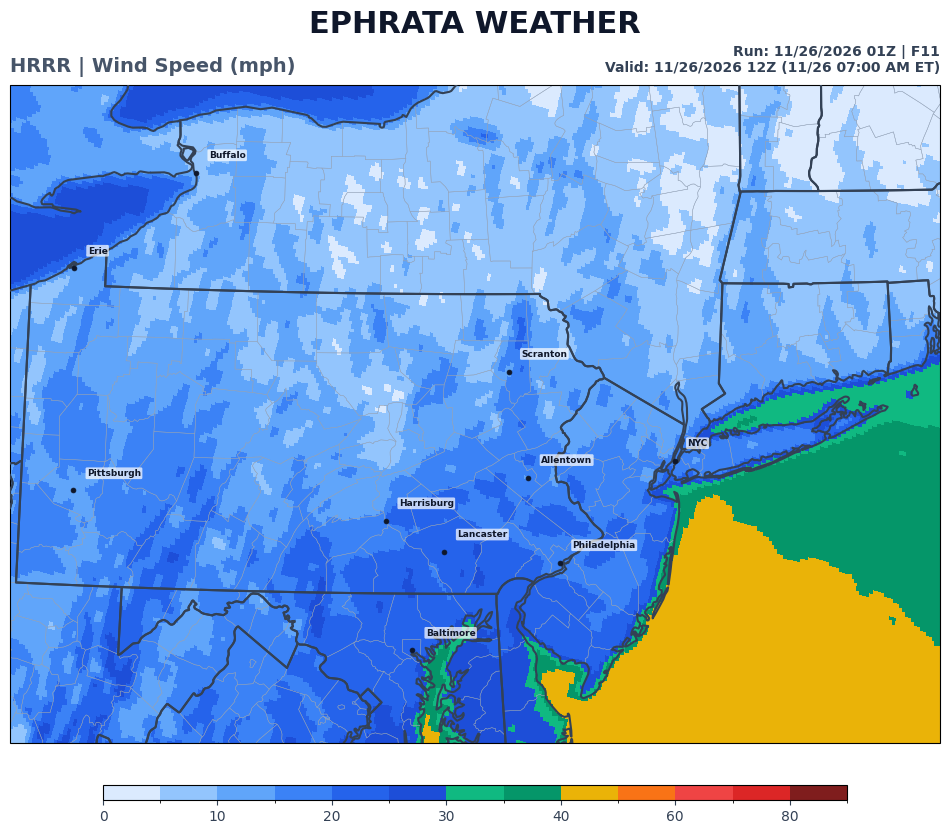 EPHRATA WEATHER
HRRR | Wind Speed (mph)
Run: 11/26/2026 01Z | F11
Valid: 11/26/2026 12Z (11/26 07:00 AM ET)
Buffalo
Erie
Scranton
NYC
Allentown
Pittsburgh
Harrisburg
Lancaster
Philadelphia
Baltimore
0 10 20 30 40 50 60 70 80